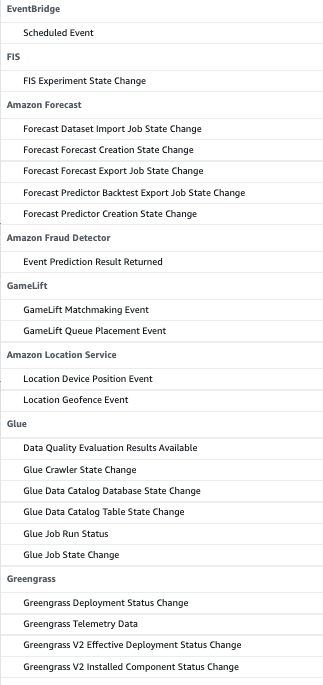 EventBridge
Scheduled Event
FIS
FIS Experiment State Change
Amazon Forecast
Forecast Dataset Import Job State Change
Forecast Forecast Creation State Change
Forecast Forecast Export Job State Change
Forecast Predictor Backtest Export Job State Change
Forecast Predictor Creation State Change
Amazon Fraud Detector
Event Prediction Result Returned
GameLift
GameLift Matchmaking Event
GameLift Queue Placement Event
Amazon Location Service
Location Device Position Event
Location Geofence Event
Glue
Data Quality Evaluation Results Available
Glue Crawler State Change
Glue Data Catalog Database State Change
Glue Data Catalog Table State Change
Glue Job Run Status
Glue Job State Change
Greengrass
Greengrass Deployment Status Change
Greengrass Telemetry Data
Greengrass V2 Effective Deployment Status Change
Greengrass V2 Installed Component Status Change